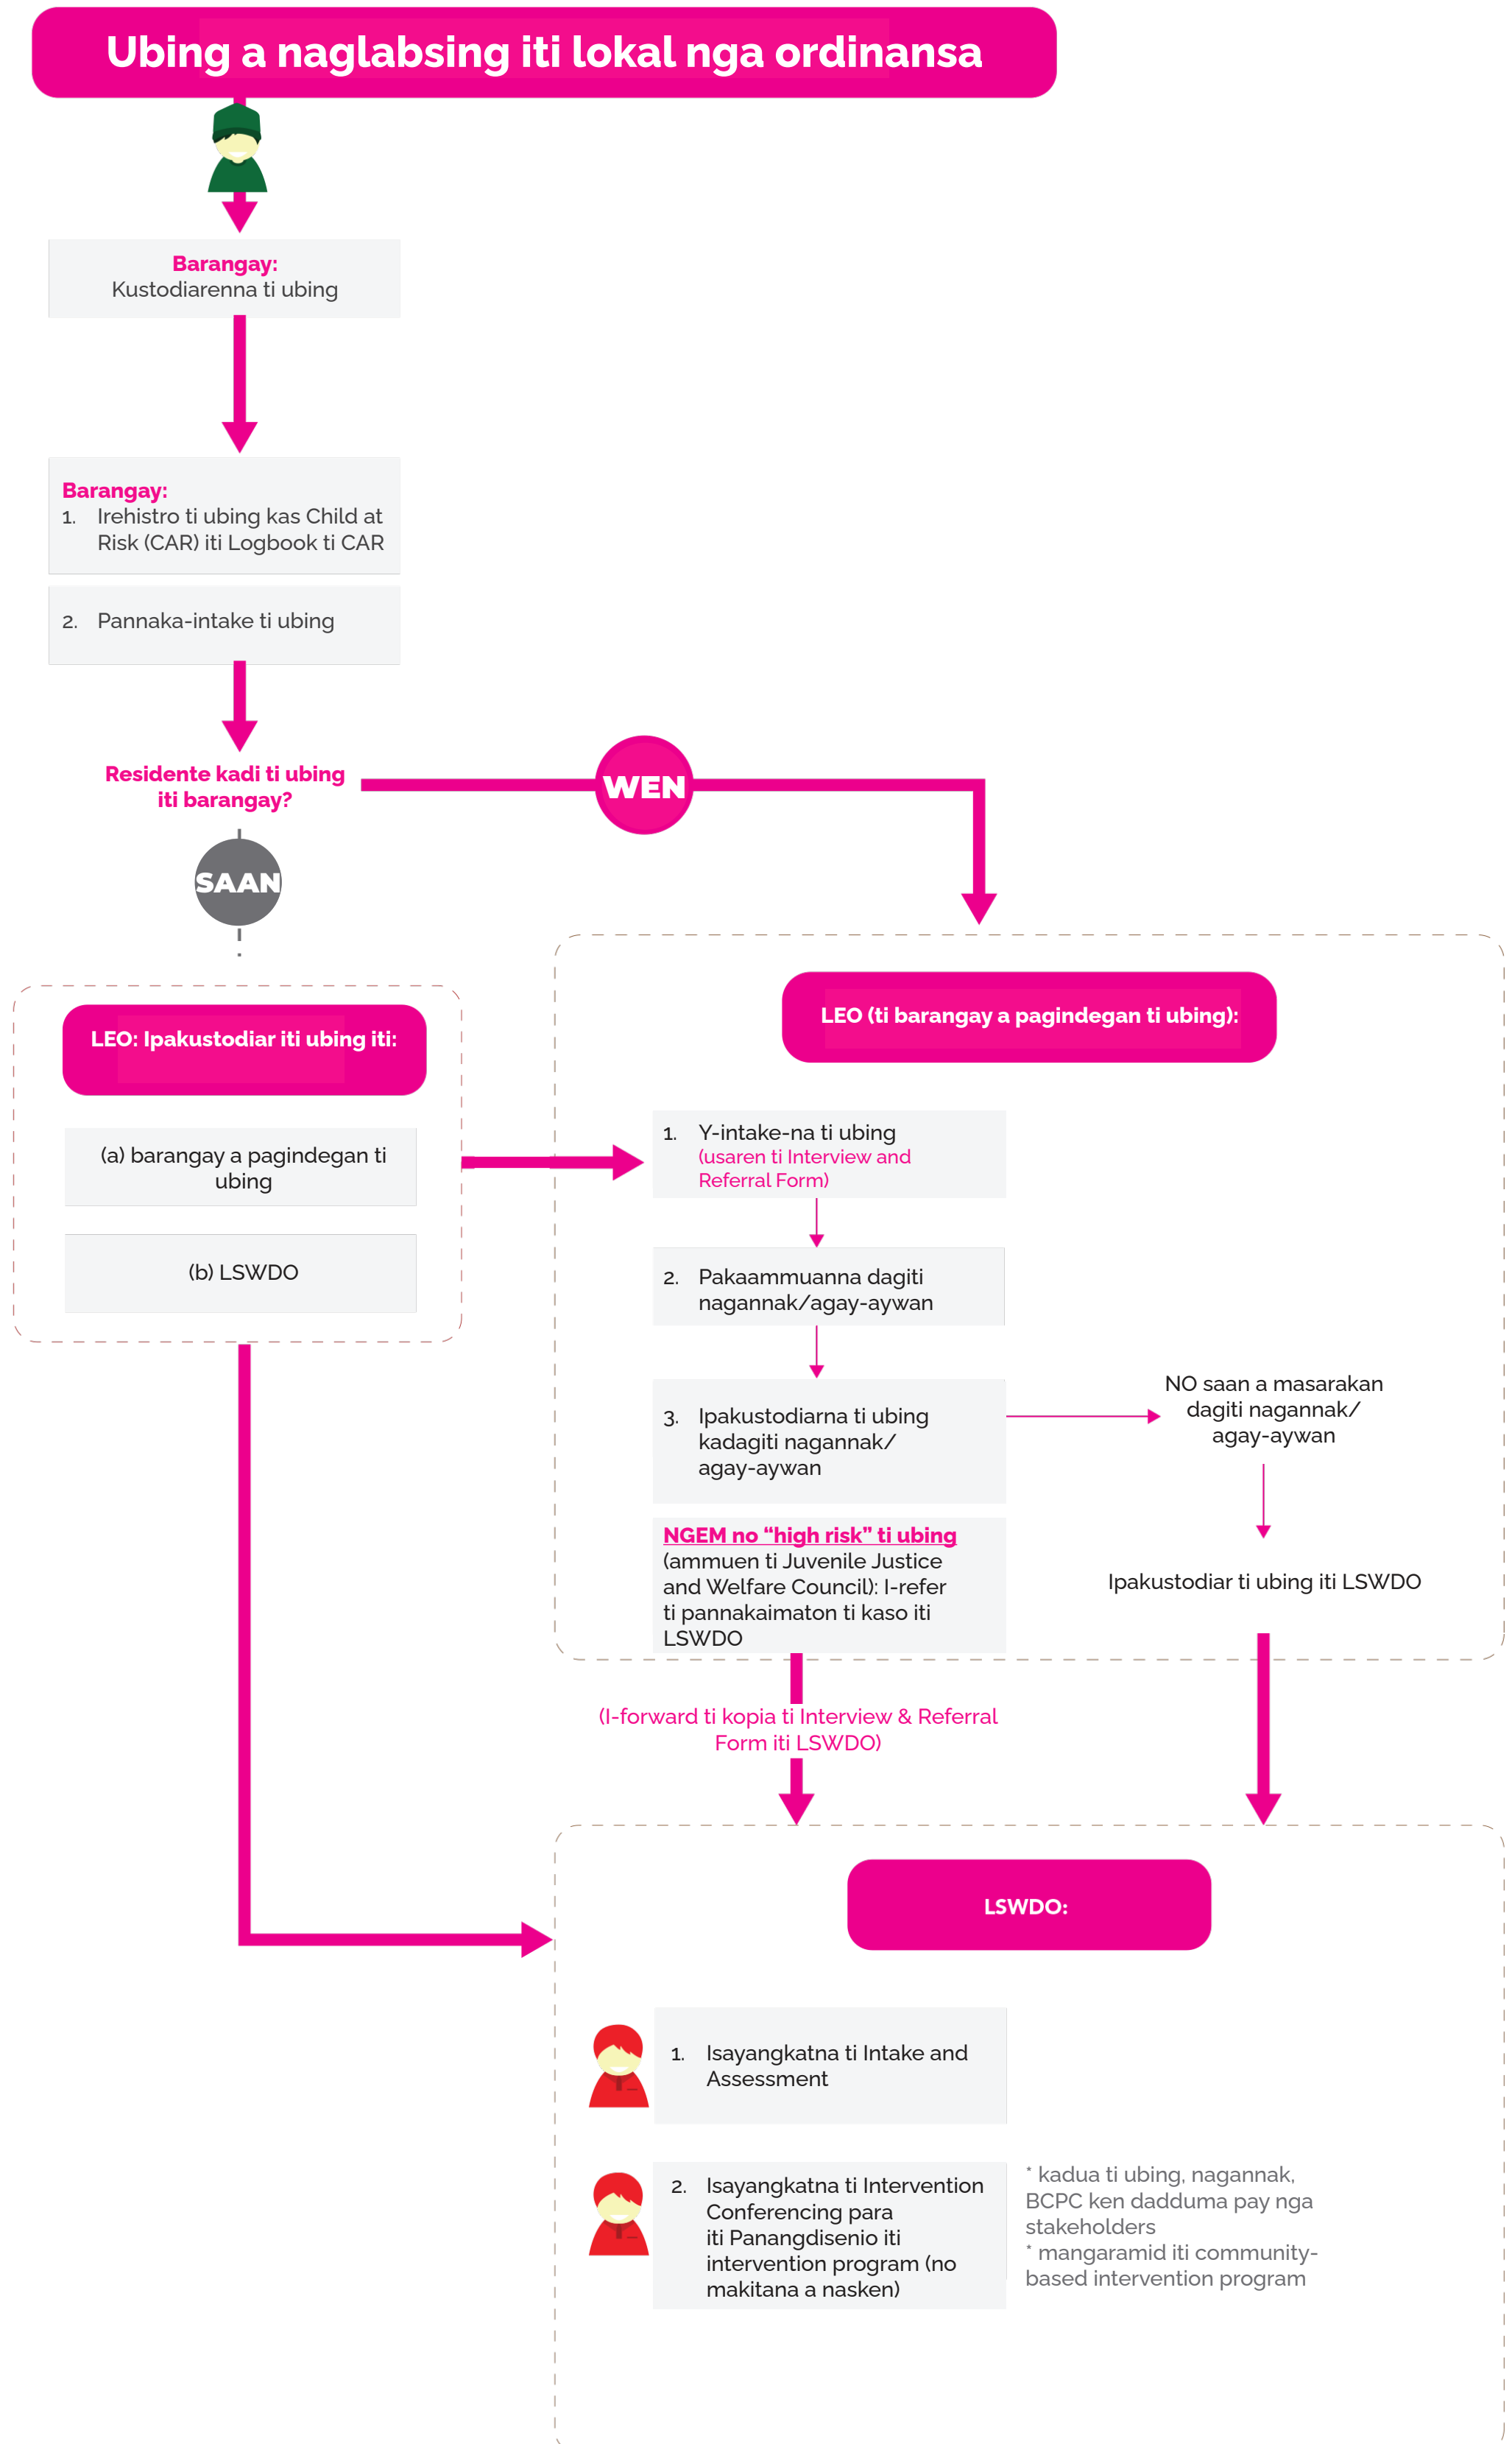 Ubing a naglabsing iti lokal nga ordinansa
Barangay:
Kustodiarenna ti ubing
Barangay:
1. Irehistro ti ubing kas Child at
Risk (CAR) iti Logbook ti CAR
2. Pannaka-intake ti ubing
Residente kadi ti ubing
iti barangay?
WEN
SAAN
LEO: Ipakustodiar iti ubing iti:
(a) barangay a pagindegan ti
ubing
(b) LSWDO
LEO (ti barangay a pagindegan ti ubing):
1. Y-intake-na ti ubing
(usaren ti Interview and
Referral Form)
2. Pakaammuanna dagiti
nagannak/agay-aywan
3. Ipakustodiarna ti ubing
kadagiti nagannak/
agay-aywan
NO saan a masarakan
dagiti nagannak/
agay-aywan
Ipakustodiar ti ubing iti LSWDO
NGEM no “high risk” ti ubing
(ammuen ti Juvenile Justice
and Welfare Council): I-refer
ti pannakaimaton ti kaso iti
LSWDO
(I-forward ti kopia ti Interview & Referral
Form iti LSWDO)
LSWDO:
1. Isayangkatna ti Intake and
Assessment
2. Isayangkatna ti Intervention
Conferencing para
iti Panangdisenio iti
intervention program (no
makitana a nasken)
* kadua ti ubing, nagannak,
BCPC ken dadduma pay nga
stakeholders
* mangaramid iti community-
based intervention program